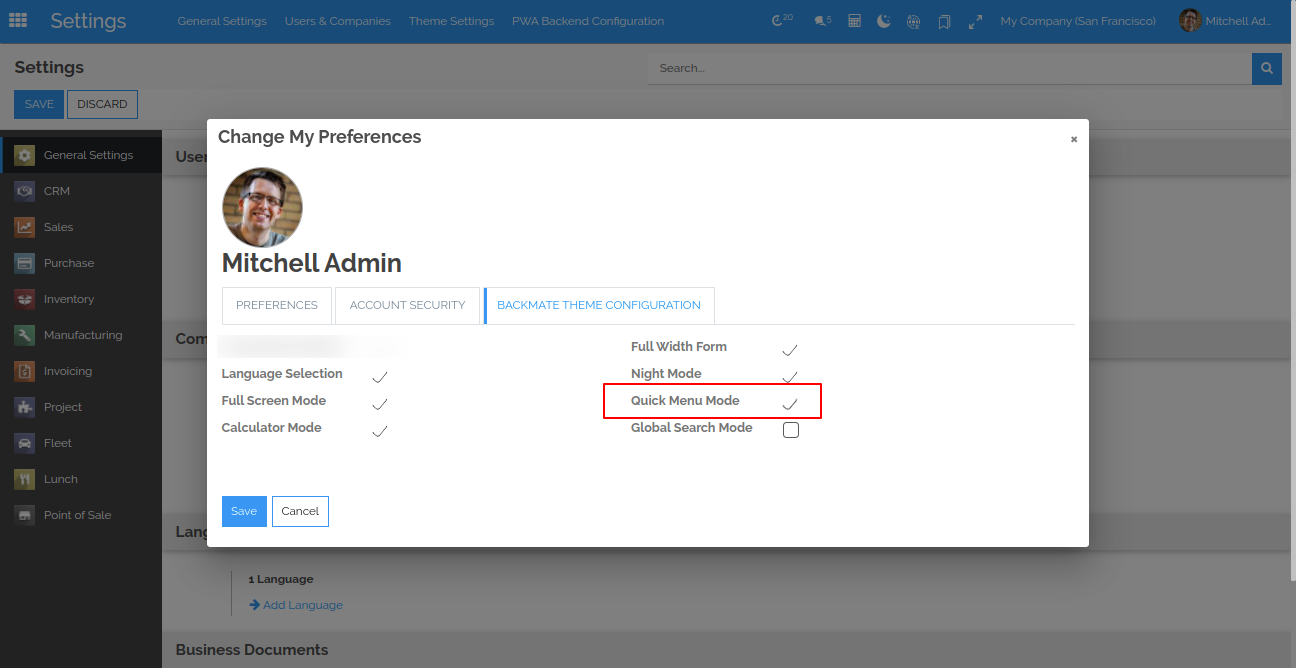 Settings General Settings Users & Companies Theme Settings PWA Backend Configuration 20 5 My Company (San Francisco) Mitchell Ad...
Settings
Search...
SAVE DISCARD
Change My Preferences
×
General Settings
User
CRM
Sales
Mitchell Admin
Purchase
Inventory
PREFERENCES ACCOUNT SECURITY BACKMATE THEME CONFIGURATION
Manufacturing
Com
Full Width Form
Invoicing
Language Selection Night Mode
Full Screen Mode Quick Menu Mode
Project
Calculator Mode Global Search Mode
Fleet
Lunch
Save Cancel
Point of Sale
Lang
1 Language
Add Language
Business Documents